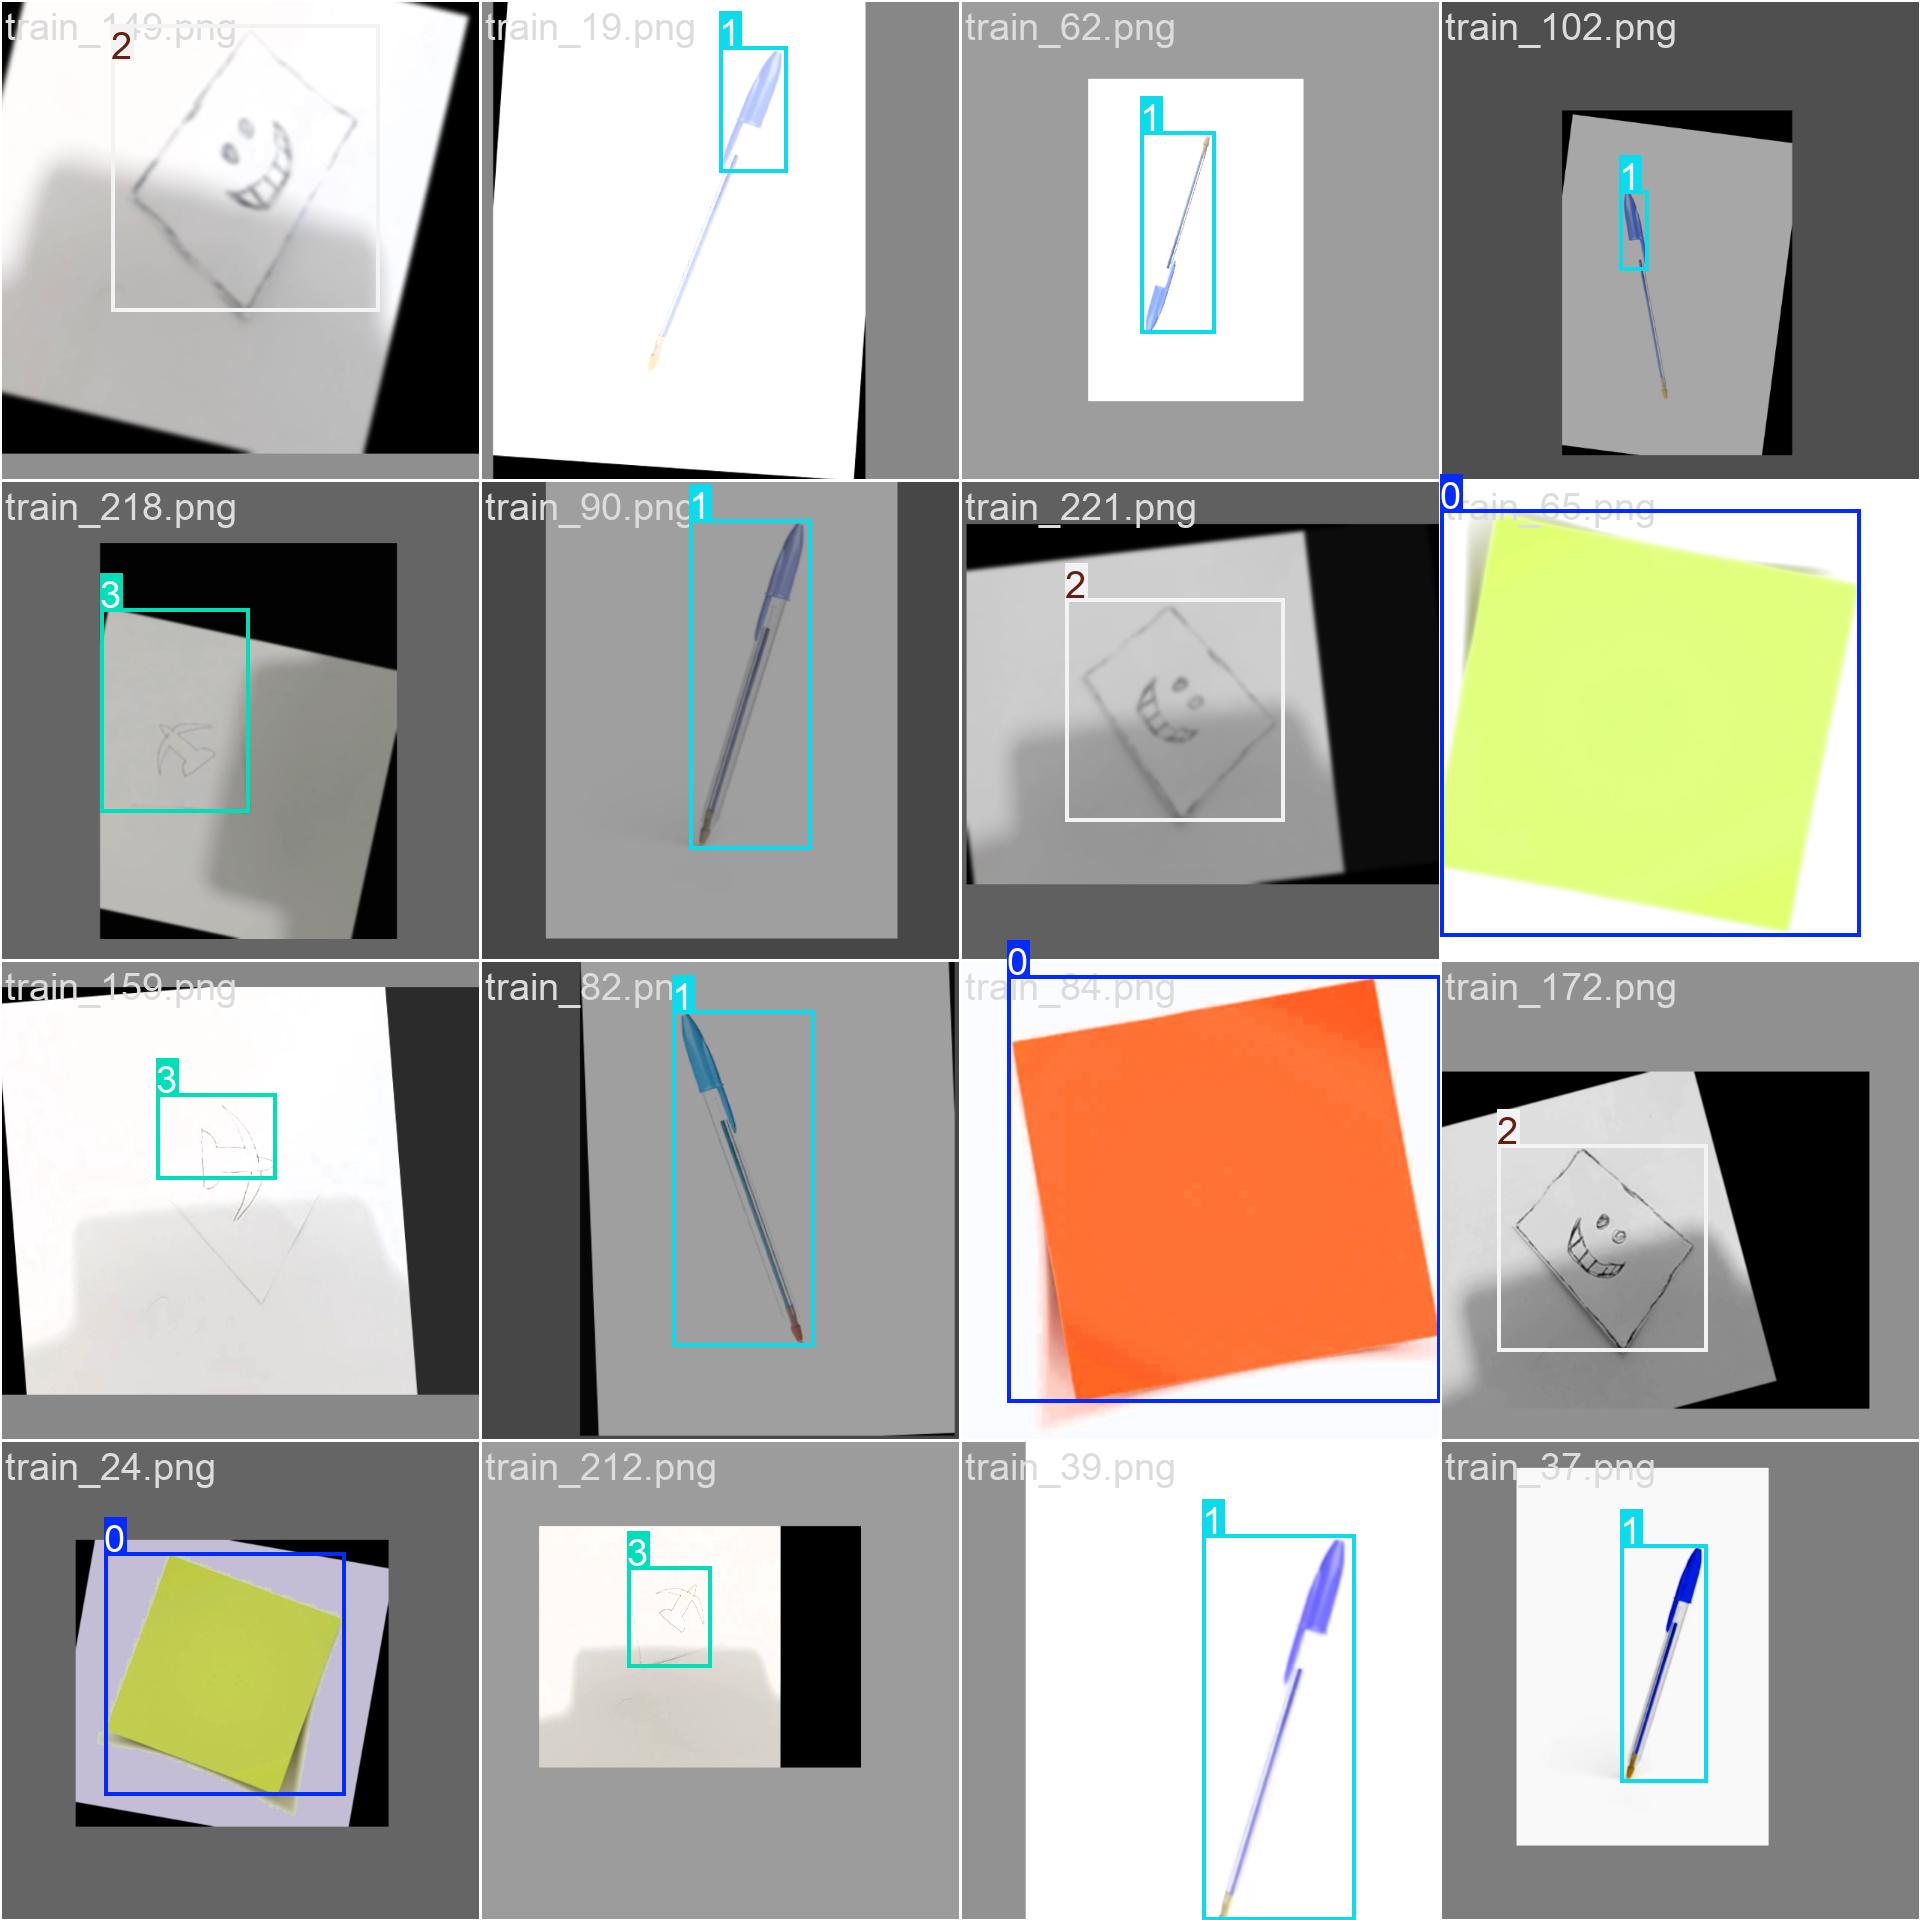 train_149.png
2
train_19.png
1
train_62.png
1
train_102.png
1
train_218.png
3
train_90.png
1
train_221.png
2
train_65.png
0
train_159.png
3
train_82.png
1
train_84.png
0
train_172.png
2
train_24.png
0
train_212.png
3
train_39.png
1
train_37.png
1